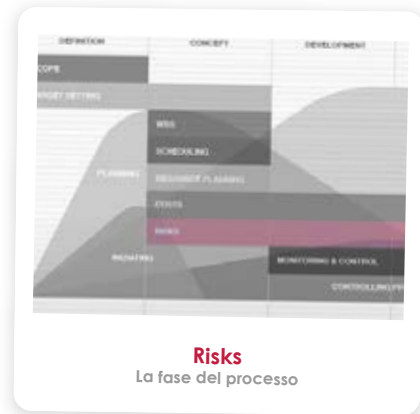 DEFINITION
CONCEPT
DEVELOPMENT
SCOPE
TARGET SETTING
WBS
SCHEDULING
PLANNING
RESOURCE PLANNING
COSTS
RISKS
INITIATING
MONITORING & CONTROL
CONTROLLING
Risks
La fase del processo